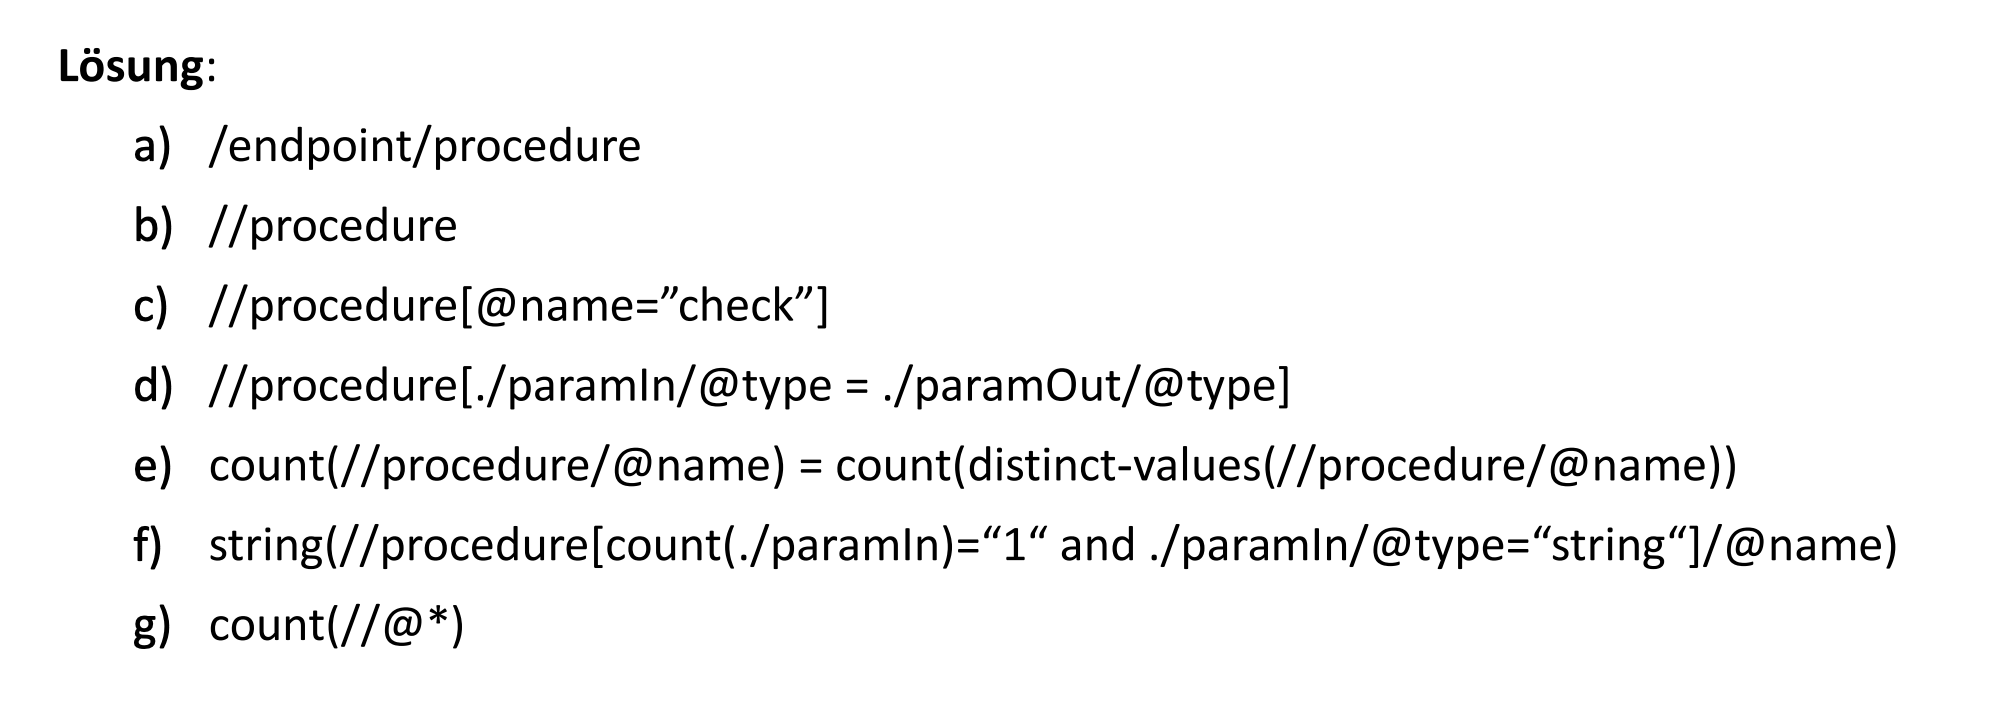 Lösung:
a) /endpoint/procedure
b) //procedure
c) //procedure[@name=”check”]
d) //procedure[./paramIn/@type = ./paramOut/@type]
e) count(//procedure/@name) = count(distinct-values(//procedure/@name))
f) string(//procedure[count(./paramIn)=“1“ and ./paramIn/@type=“string“]/@name)
g) count(//@*)